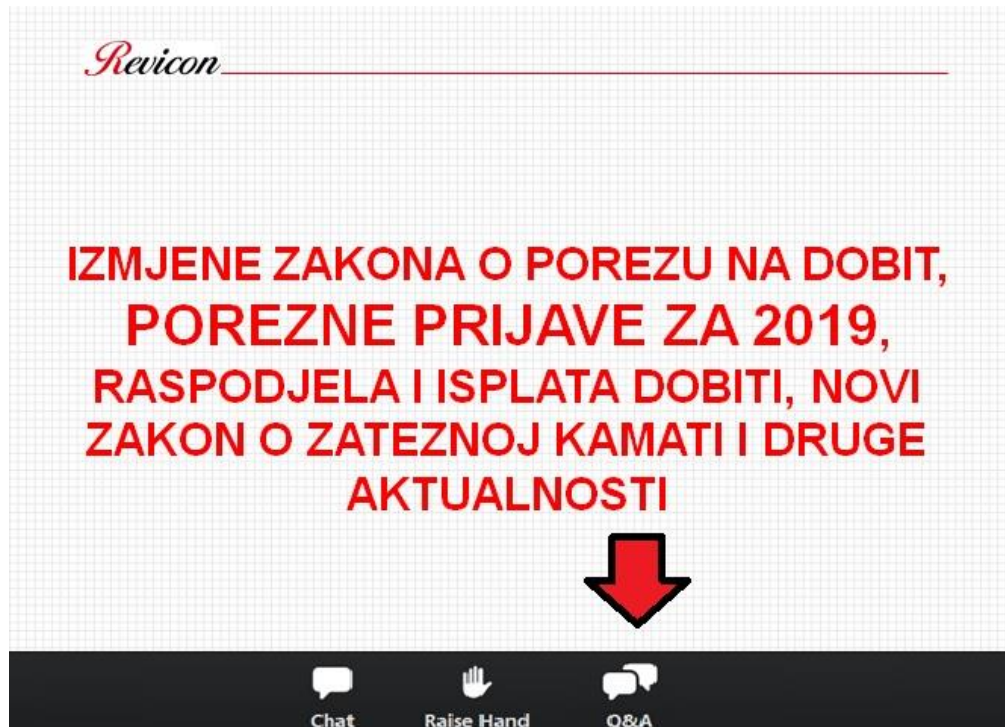 Revicon
IZMJENE ZAKONA O POREZU NA DOBIT,
POREZNE PRIJAVE ZA 2019,
RASPODJELA I ISPLATA DOBITI, NOVI
ZAKON O ZATEZNOJ KAMATI I DRUGE
AKTUALNOSTI
Chat Raise Hand Q&A